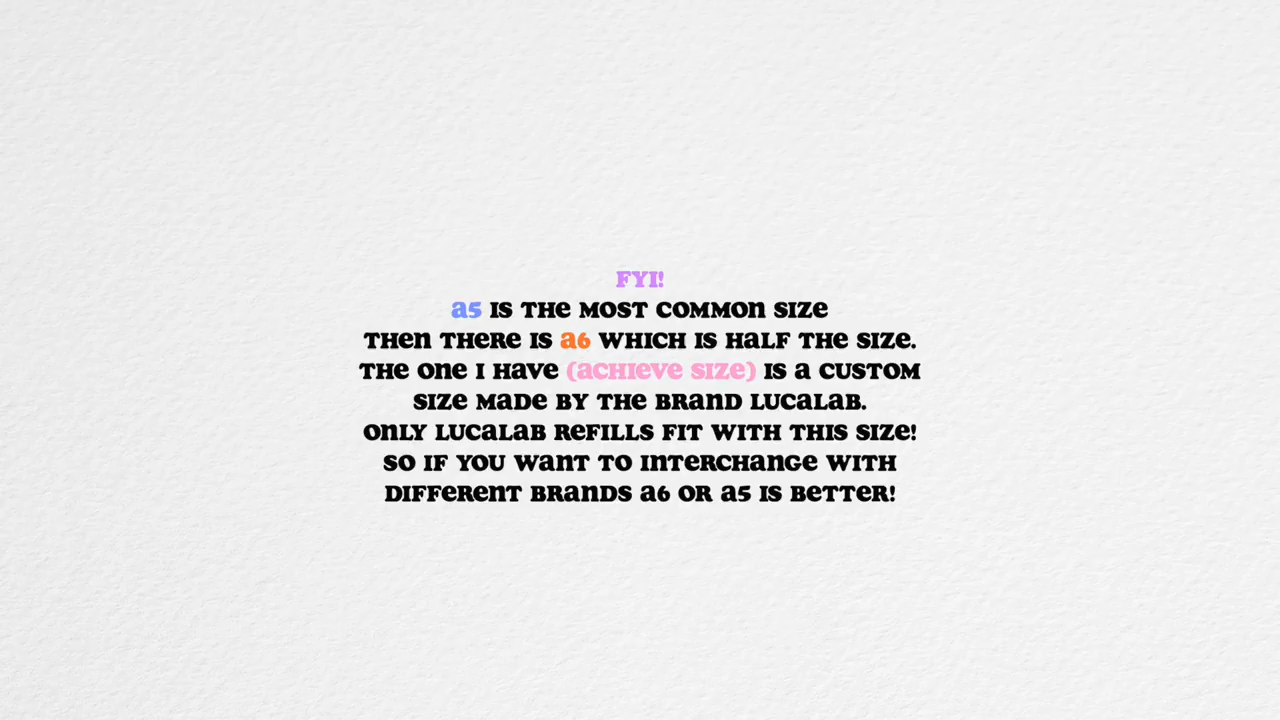 FYI!
a5 IS THE MOST COMMON SIZE
THEN THERE IS a6 WHICH IS HALF THE SIZE.
THE ONE I HAVE (ACHIEVE SIZE) IS A CUSTOM
SIZE MADE BY THE BRAND LUCALAB.
ONLY LUCALAB REFILLS FIT WITH THIS SIZE!
SO IF YOU WANT TO INTERCHANGE WITH
DIFFERENT BRANDS a6 OR a5 IS BETTER!